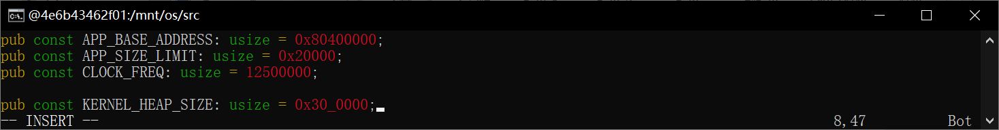 @4e6b43462f01:/mnt/os/src
pub const APP_BASE_ADDRESS: usize = 0x80400000;
pub const APP_SIZE_LIMIT: usize = 0x20000;
pub const CLOCK_FREQ: usize = 12500000;
pub const KERNEL_HEAP_SIZE: usize = 0x30_0000;
-- INSERT -- 8,47 Bot